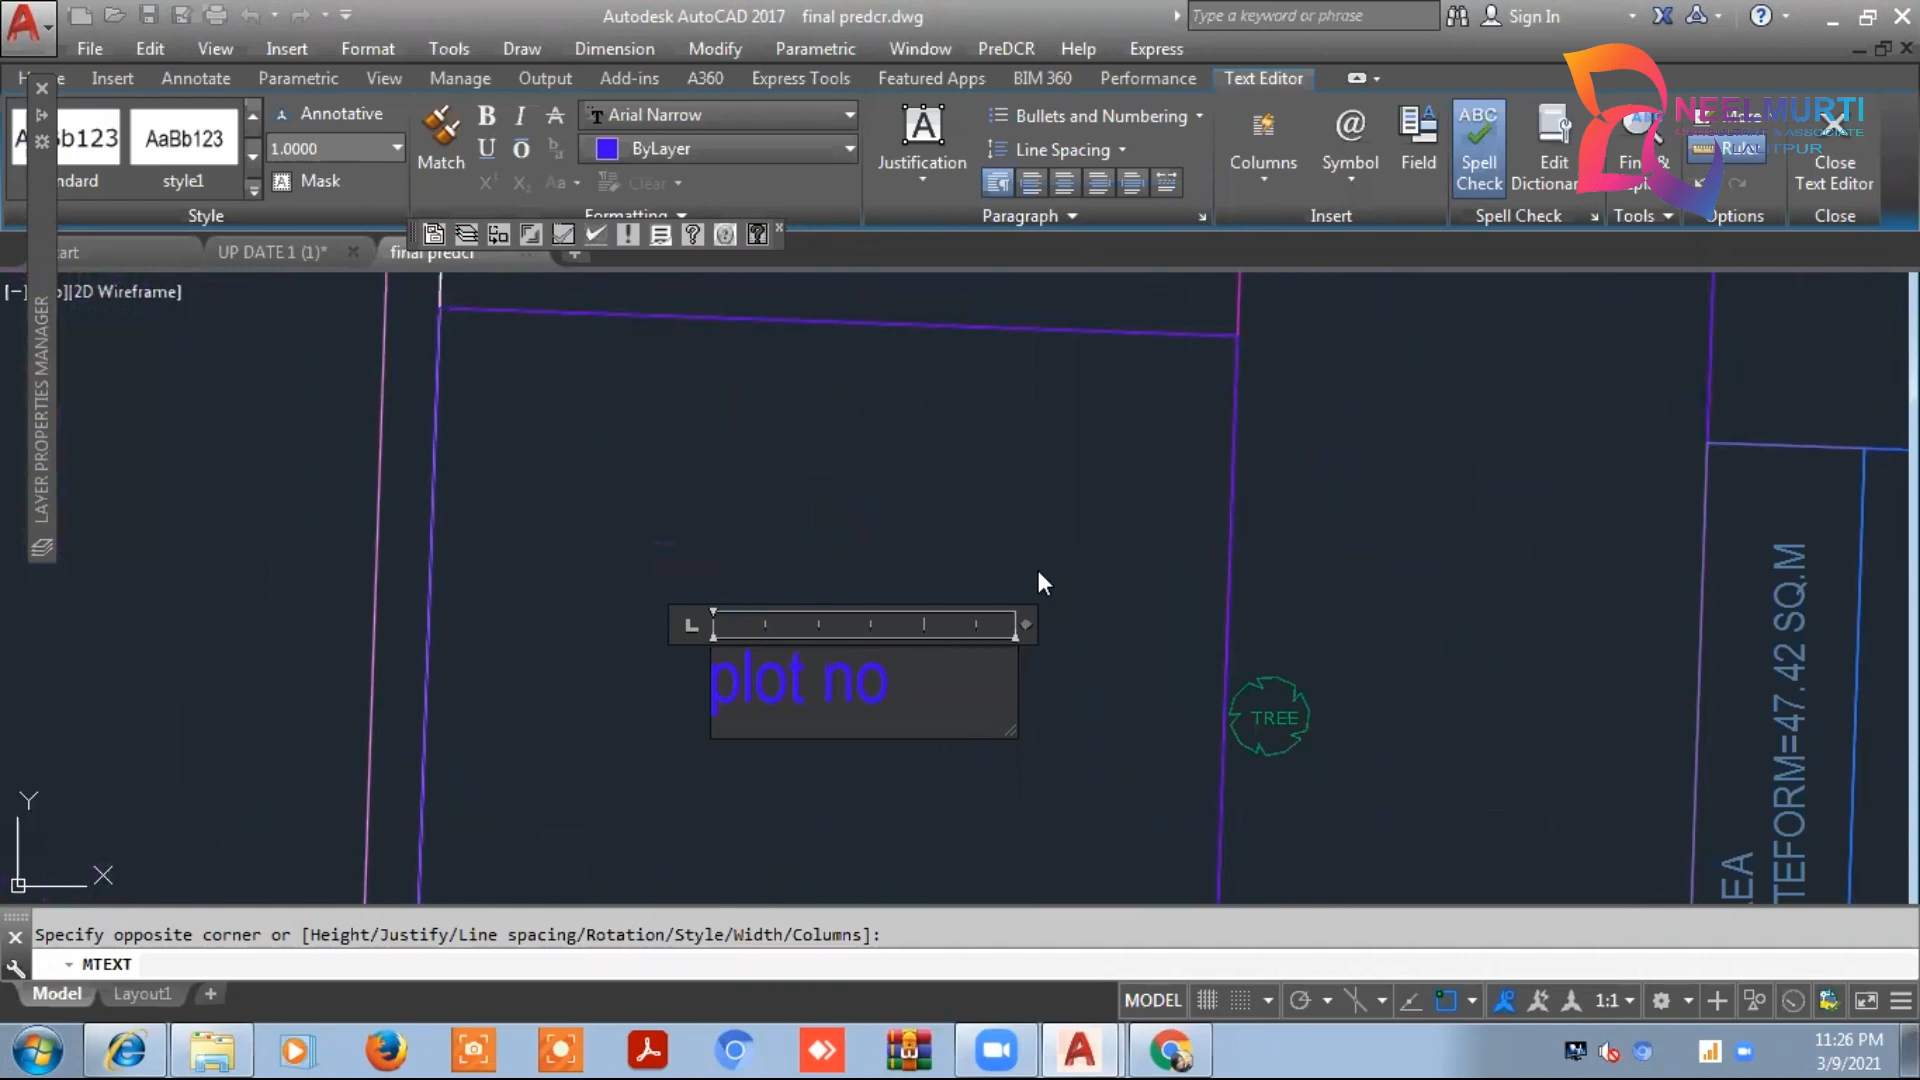 Autodesk AutoCAD 2017 final predcr.dwg
Type a keyword or phrase
Sign In
File Edit View Insert Format Tools Draw Dimension Modify Parametric Window PreDCR Help Express
Insert Annotate Parametric View Manage Output Add-ins A360 Express Tools Featured Apps BIM 360 Performance Text Editor
NEELMURTI
AaBb123
style1
Annotative
1.0000
Mask
Style
Match
Arial Narrow
ByLayer
Clear
Formatting
Justification
Bullets and Numbering
Line Spacing
Paragraph
Columns
Symbol
Field
Insert
ABC
Spell
Check
Edit
Spell Check
Tools
Options
Close
Text Editor
Close
UP DATE 1 (1)*
[2D Wireframe]
LAYER PROPERTIES MANAGER
plot no
TREE
TEFORM=47.42 SQ.M
EA
Y
X
Specify opposite corner or [Height/Justify/Line spacing/Rotation/Style/Width/Columns]:
MTEXT
Model Layout1
MODEL
1:1
11:26 PM
3/9/2021